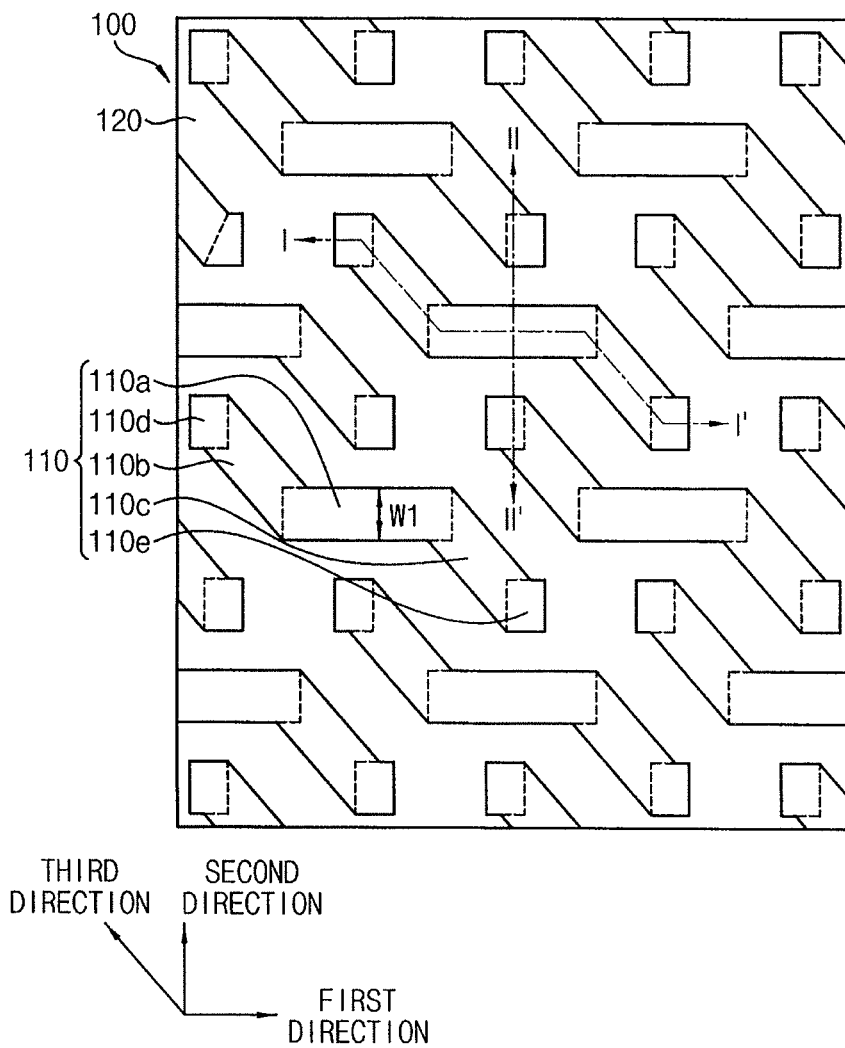 100
120
II
I
110a
110d
110
110b
110c
110e
W1
I'
II'
THIRD
DIRECTION
SECOND
DIRECTION
FIRST
DIRECTION